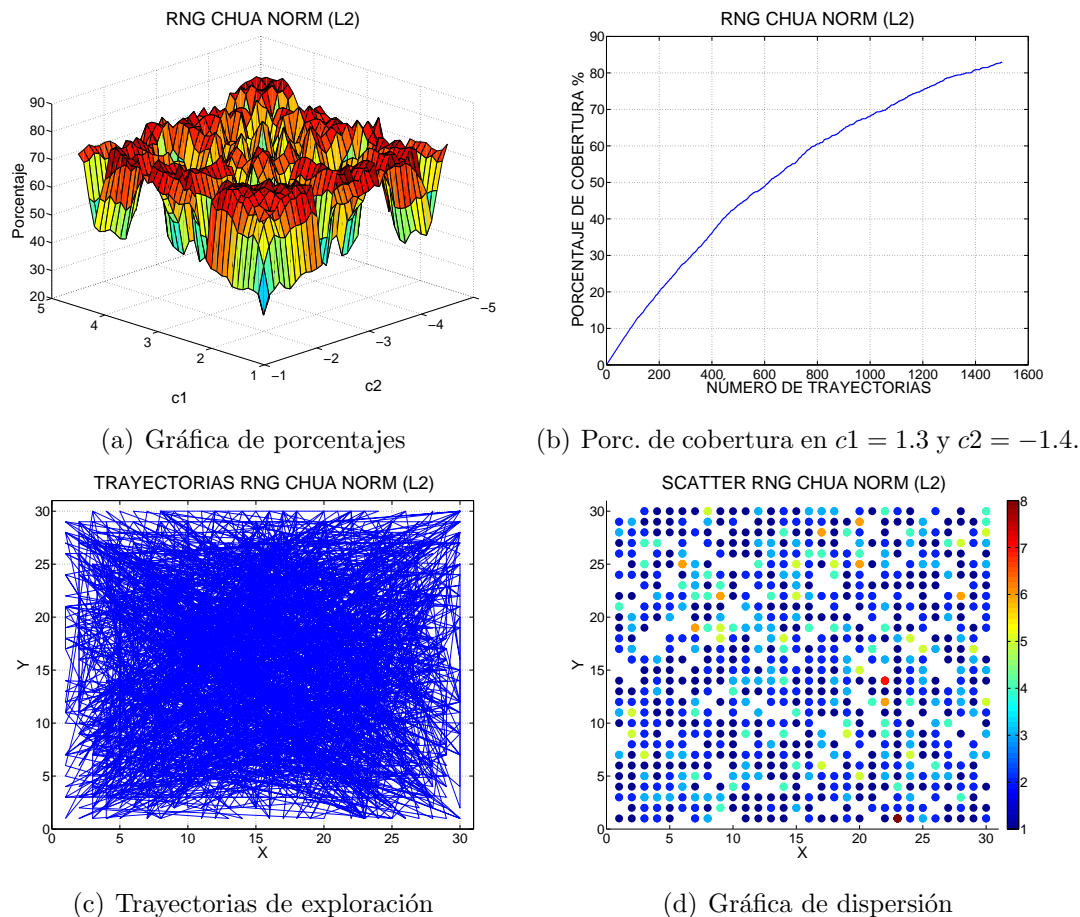 RNG CHUA NORM (L2)
90
80
70
60
50
40
30
20
Porcentaje
5
4
3
2
1
c1
−1
−2
−3
−4
−5
c2
(a) Gráfica de porcentajes
RNG CHUA NORM (L2)
90
80
70
60
50
40
30
20
10
0
PORCENTAJE DE COBERTURA %
0 200 400 600 800 1000 1200 1400 1600
NÚMERO DE TRAYECTORIAS
(b) Porc. de cobertura en c1 = 1.3 y c2 = −1.4.
TRAYECTORIAS RNG CHUA NORM (L2)
30
25
20
15
10
5
0
Y
0 5 10 15 20 25 30
X
(c) Trayectorias de exploración
SCATTER RNG CHUA NORM (L2)
30
25
20
15
10
5
0
Y
0 5 10 15 20 25 30
X
8
7
6
5
4
3
2
1
(d) Gráfica de dispersión